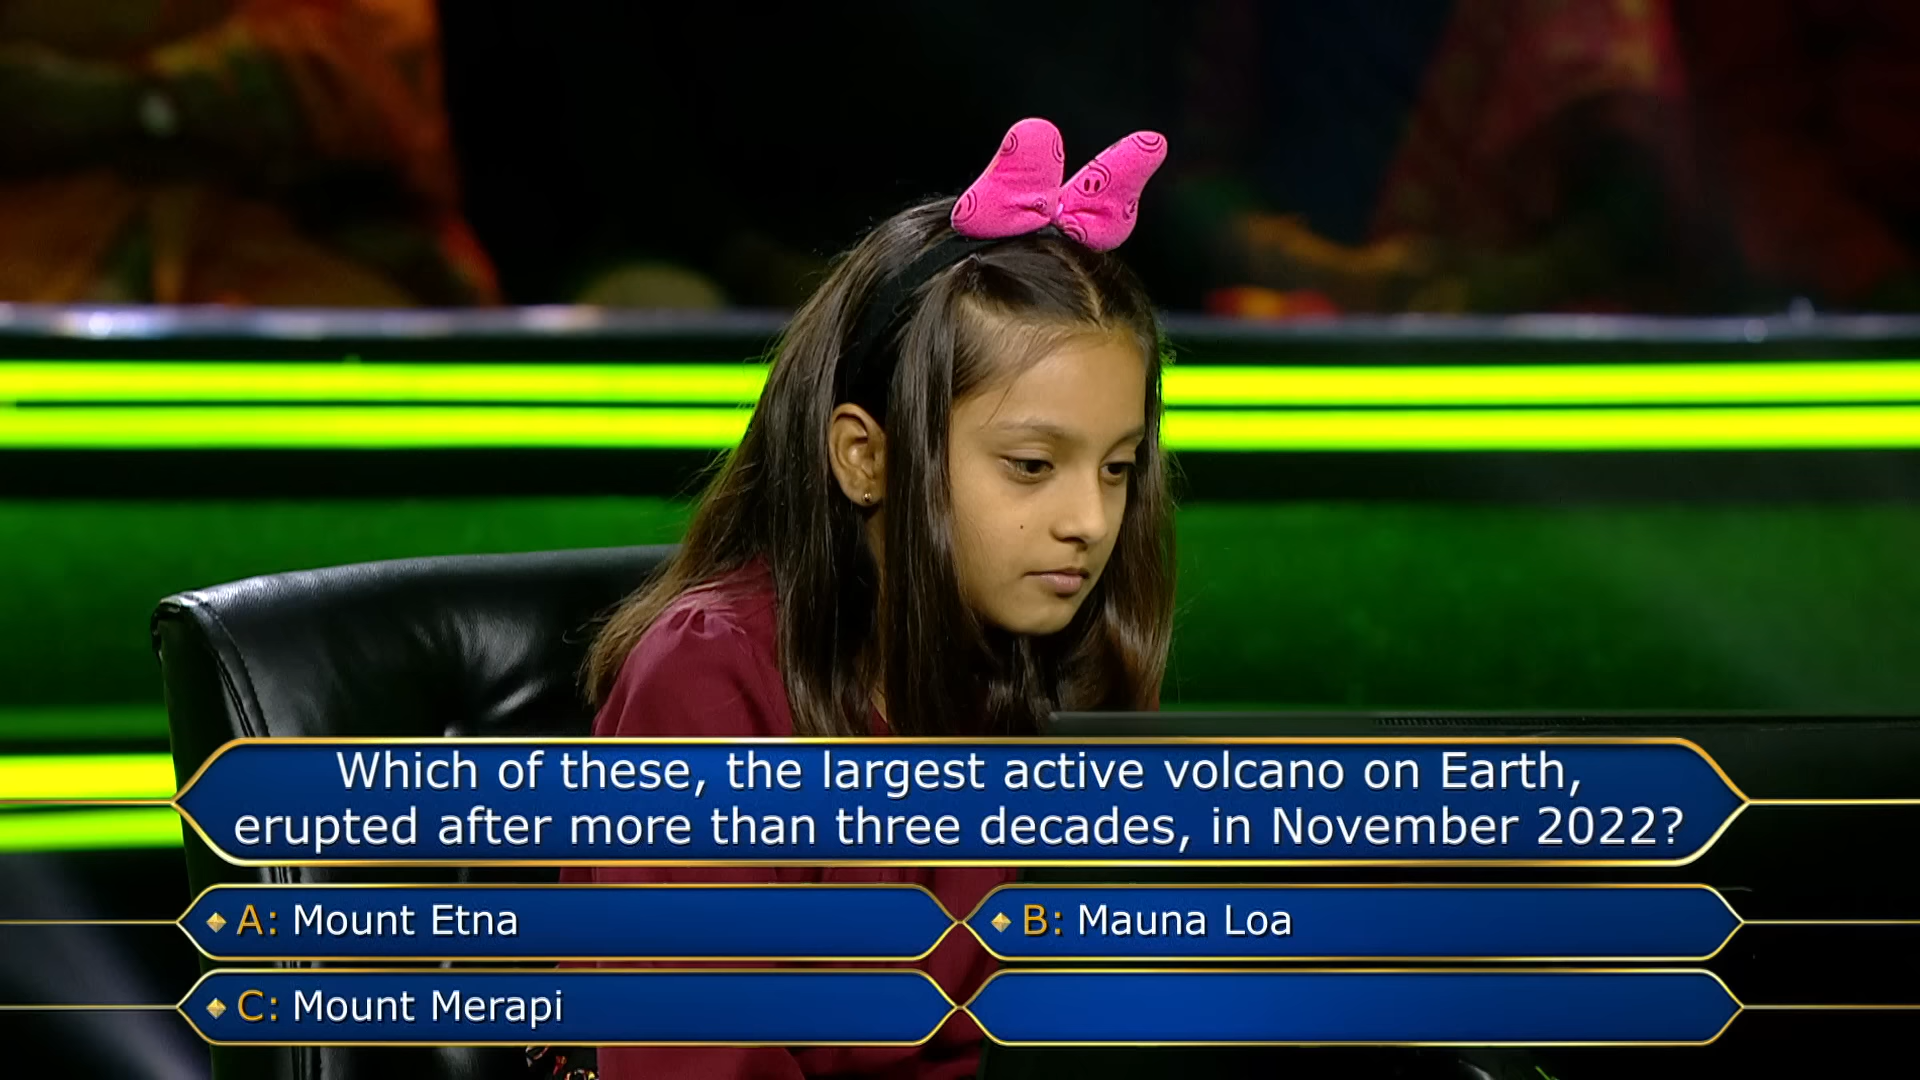 Which of these, the largest active volcano on Earth,
erupted after more than three decades, in November 2022?
A: Mount Etna
B: Mauna Loa
C: Mount Merapi